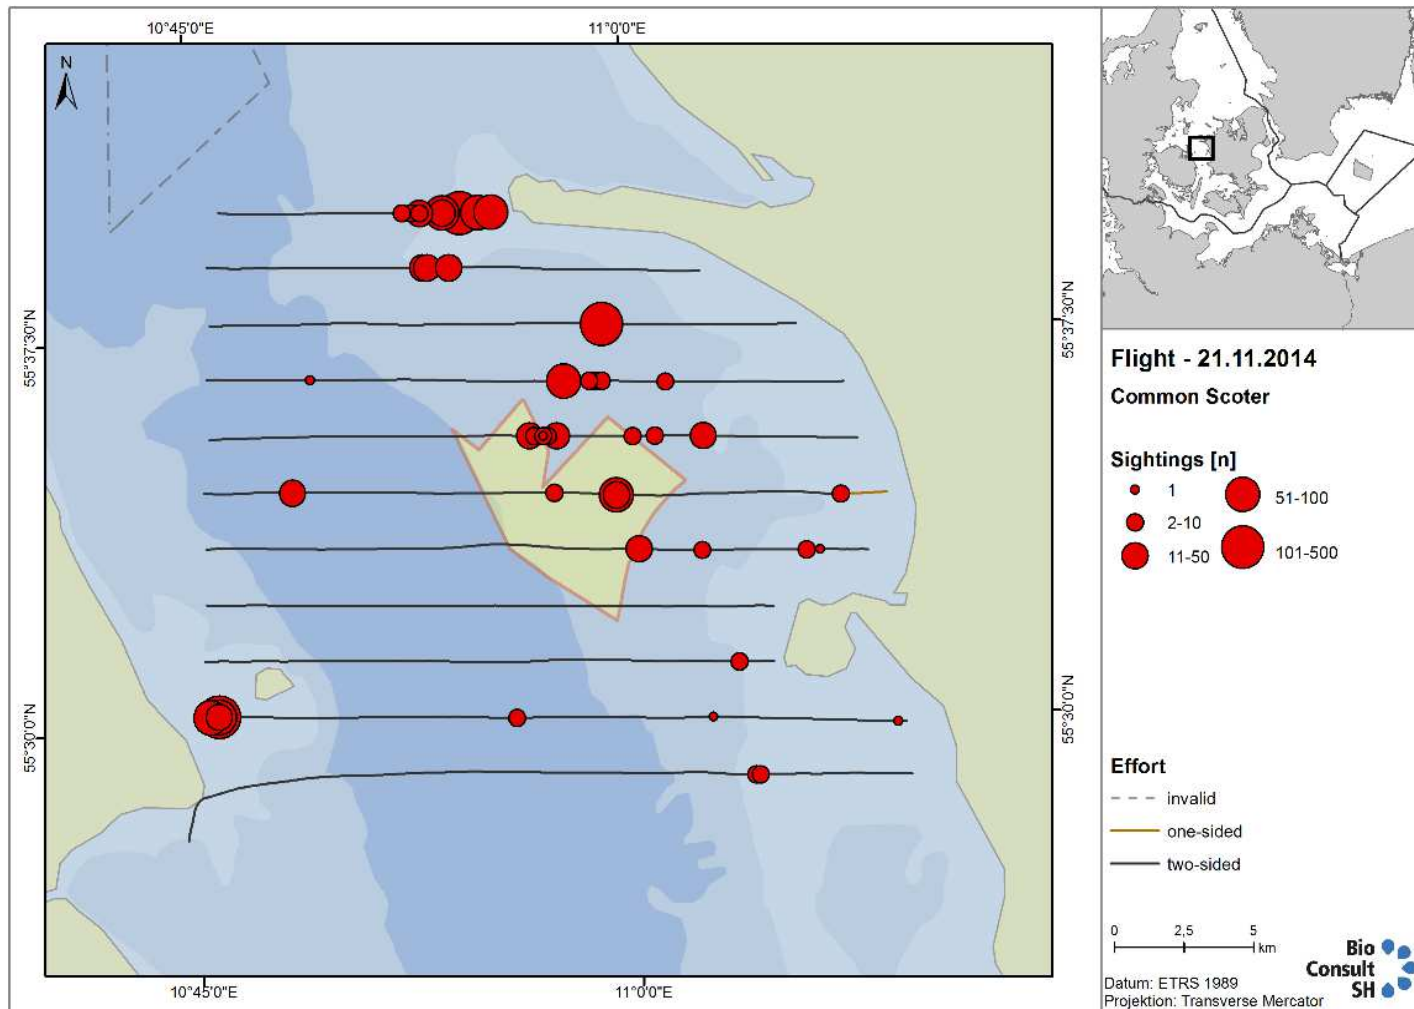 10°45'0"E
11°0'0"E
N
55°37'30"N
55°37'30"N
55°30'0"N
55°30'0"N
10°45'0"E
11°0'0"E
Flight - 21.11.2014
Common Scoter
Sightings [n]
1
51-100
2-10
101-500
11-50
Effort
invalid
one-sided
two-sided
0 2,5 5
km
Bio
Consult
SH
Datum: ETRS 1989
Projektion: Transverse Mercator